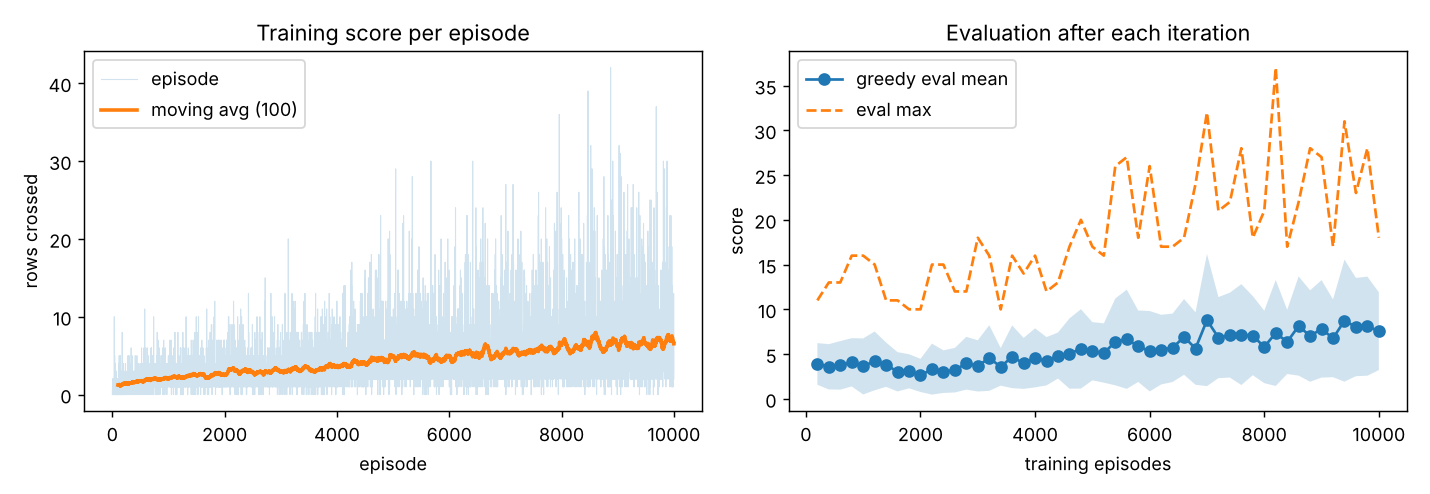 Training score per episode
episode
moving avg (100)
40
30
20
10
0
rows crossed
0 2000 4000 6000 8000 10000
episode
Evaluation after each iteration
greedy eval mean
eval max
35
30
25
20
15
10
5
0
score
0 2000 4000 6000 8000 10000
training episodes